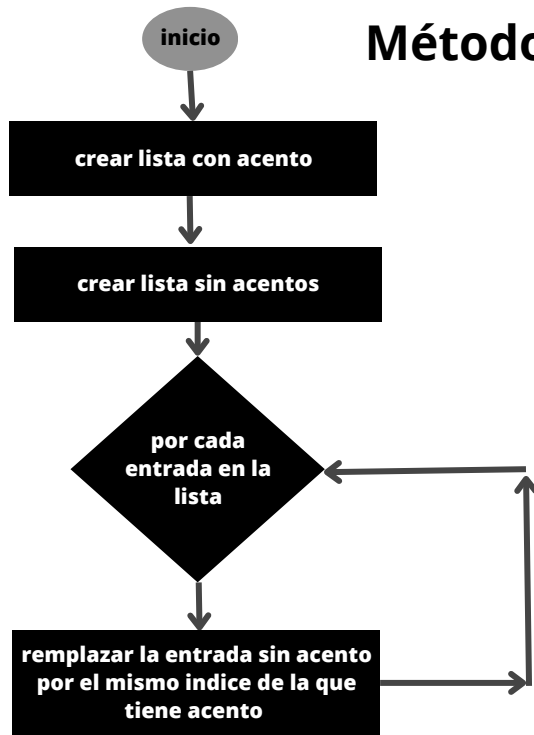 inicio
Método
crear lista con acento
crear lista sin acentos
por cada
entrada en la
lista
remplazar la entrada sin acento
por el mismo indice de la que
tiene acento